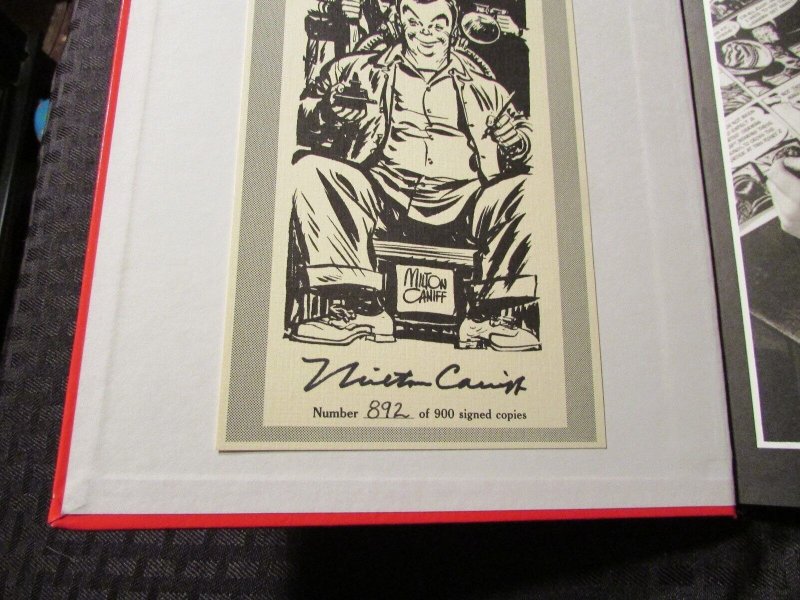 MILTON
CANIFF
Milton Caniff
Number 892 of 900 signed copies